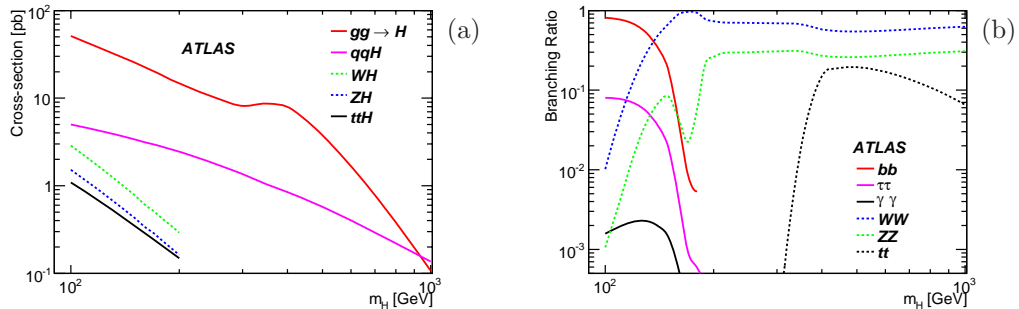 Cross-section [pb]
10²
10
1
10⁻¹
ATLAS
gg → H
qqH
WH
ZH
ttH
(a)
10²
10³
m_H [GeV]
Branching Ratio
1
10⁻¹
10⁻²
10⁻³
ATLAS
bb
ττ
γ γ
WW
ZZ
tt
(b)
10²
10³
m_H [GeV]